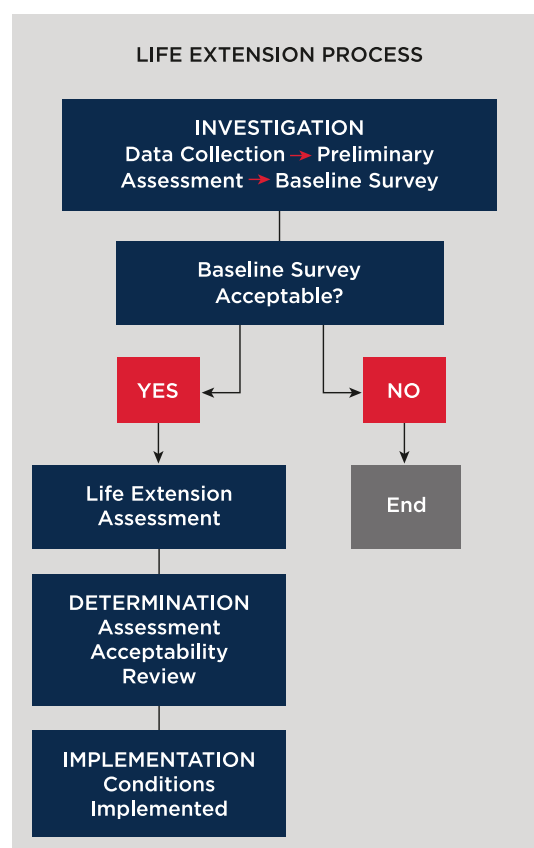 LIFE EXTENSION PROCESS
INVESTIGATION
Data Collection → Preliminary
Assessment → Baseline Survey
Baseline Survey
Acceptable?
YES
NO
Life Extension
Assessment
End
DETERMINATION
Assessment
Acceptability
Review
IMPLEMENTATION
Conditions
Implemented